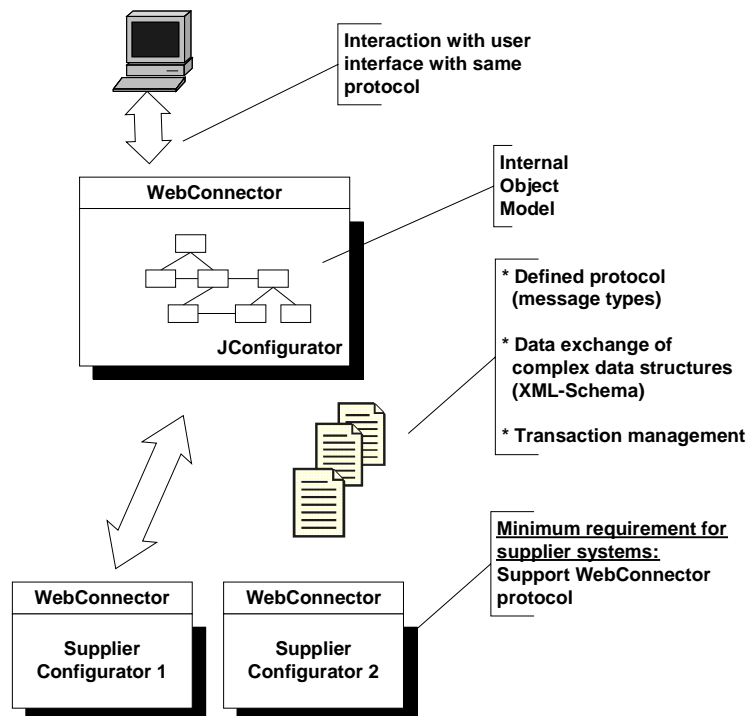 Interaction with user
interface with same
protocol
WebConnector
JConfigurator
Internal
Object
Model
* Defined protocol
(message types)
* Data exchange of
complex data structures
(XML-Schema)
* Transaction management
Minimum requirement for
supplier systems:
Support WebConnector
protocol
WebConnector
Supplier
Configurator 1
WebConnector
Supplier
Configurator 2